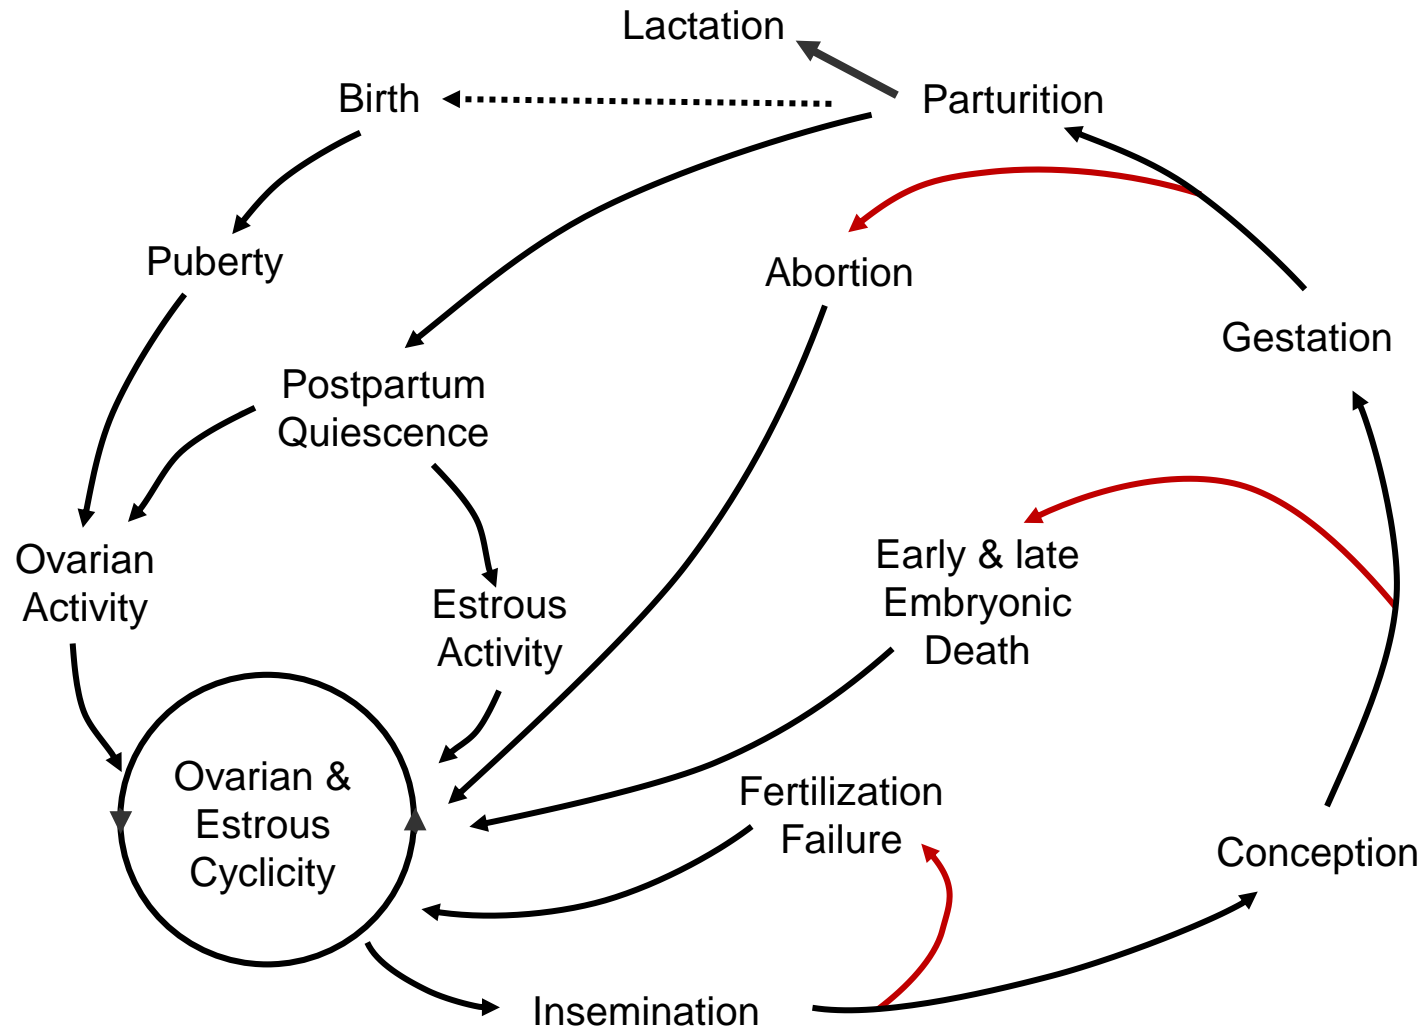 Lactation
Birth
Parturition
Puberty
Abortion
Gestation
Postpartum
Quiescence
Ovarian
Activity
Estrous
Activity
Early & late
Embryonic
Death
Ovarian &
Estrous
Cyclicity
Fertilization
Failure
Conception
Insemination